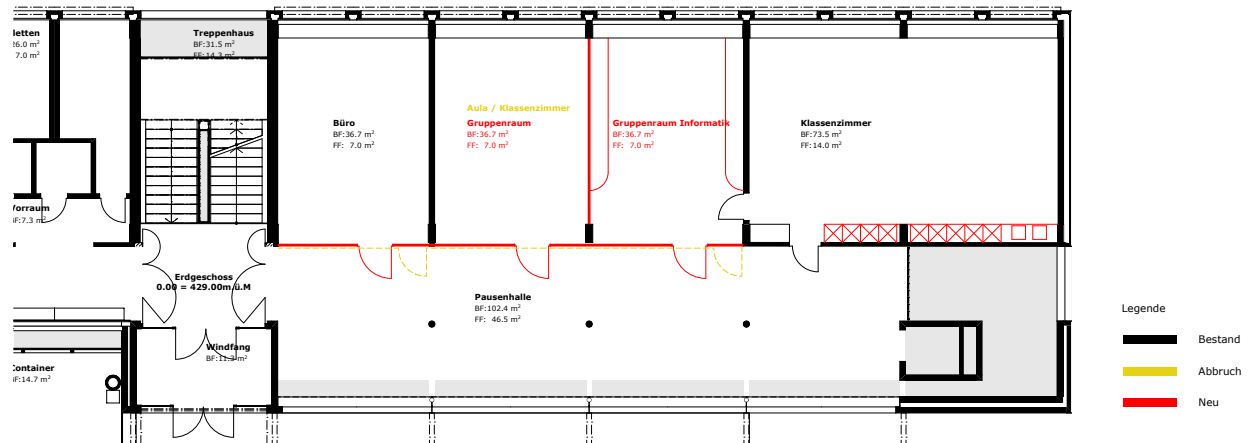 Treppenhaus
BF:31.5 m²
FF:14.3 m²
7.0 m²
Büro
BF:36.7 m²
FF: 7.0 m²
Aula / Klassenzimmer
Gruppenraum
BF:36.7 m²
FF: 7.0 m²
Gruppenraum Informatik
BF:36.7 m²
FF: 7.0 m²
Klassenzimmer
BF:73.5 m²
FF:14.0 m²
BF:7.3 m²
Erdgeschoss
0.00 = 429.00m ü.M
Pausenhalle
BF:102.4 m²
FF: 46.5 m²
Windfang
BF:11.3 m²
Container
BF:14.7 m²
Legende
Bestand
Abbruch
Neu